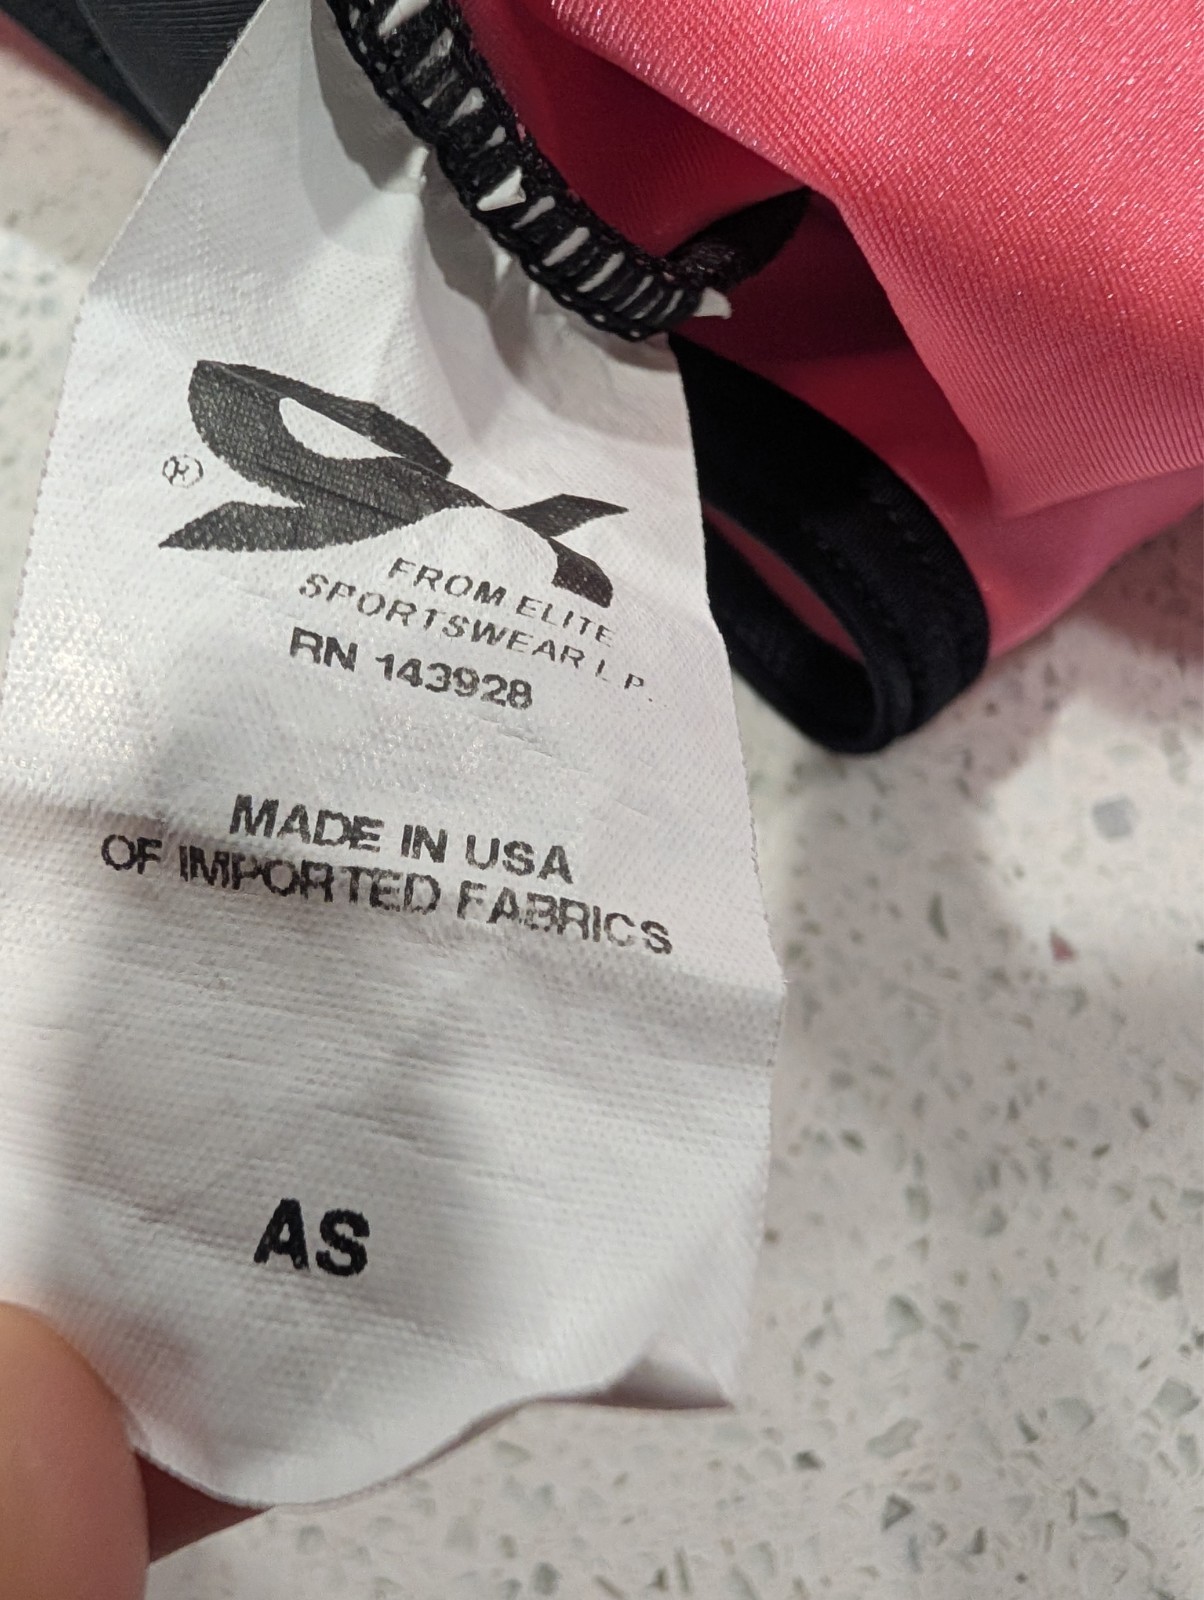 ®
FROM ELITE
SPORTSWEAR L.P.
RN 143928
MADE IN USA
OF IMPORTED FABRICS
AS